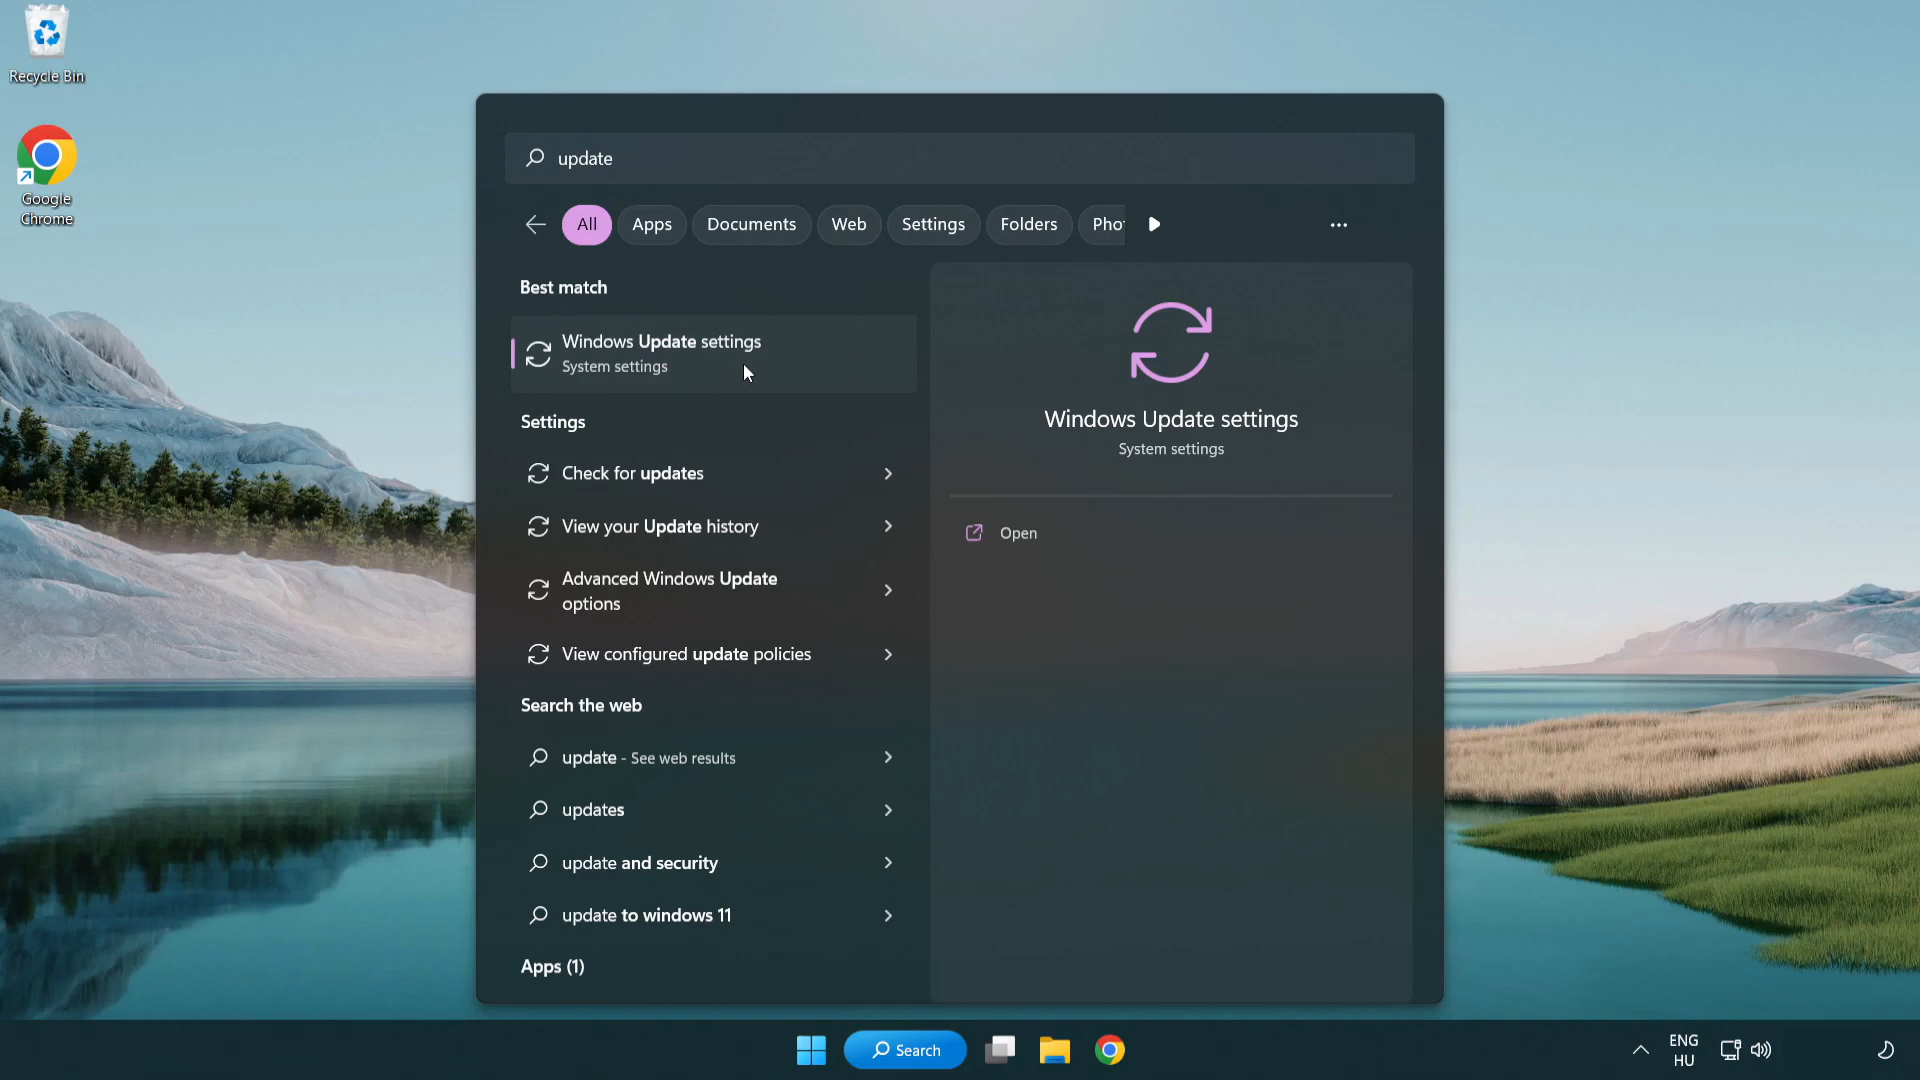 Recycle Bin
Google
Chrome
update
All
Apps
Documents
Web
Settings
Folders
Pho
Best match
Windows Update settings
System settings
Settings
Check for updates
View your Update history
Advanced Windows Update
options
View configured update policies
Search the web
update - See web results
updates
update and security
update to windows 11
Apps (1)
Windows Update settings
System settings
Open
Search
ENG
HU